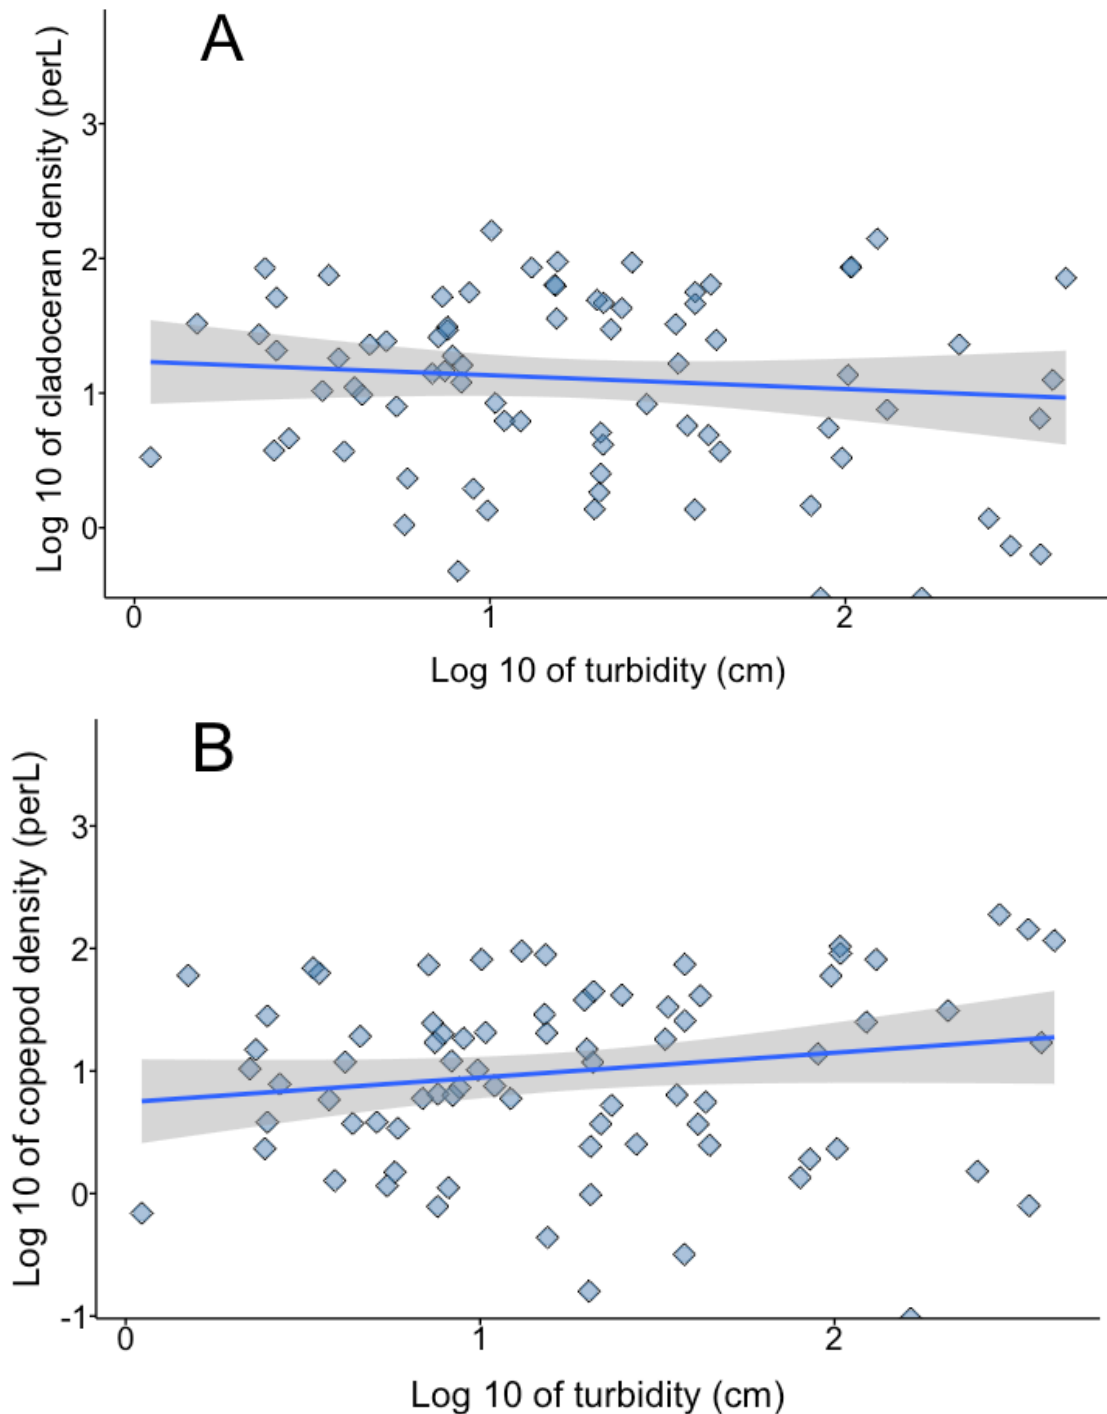 A
Log 10 of cladoceran density (perL)
3
2
1
0
0 1 2
Log 10 of turbidity (cm)
B
Log 10 of copepod density (perL)
3
2
1
0
-1
0 1 2
Log 10 of turbidity (cm)